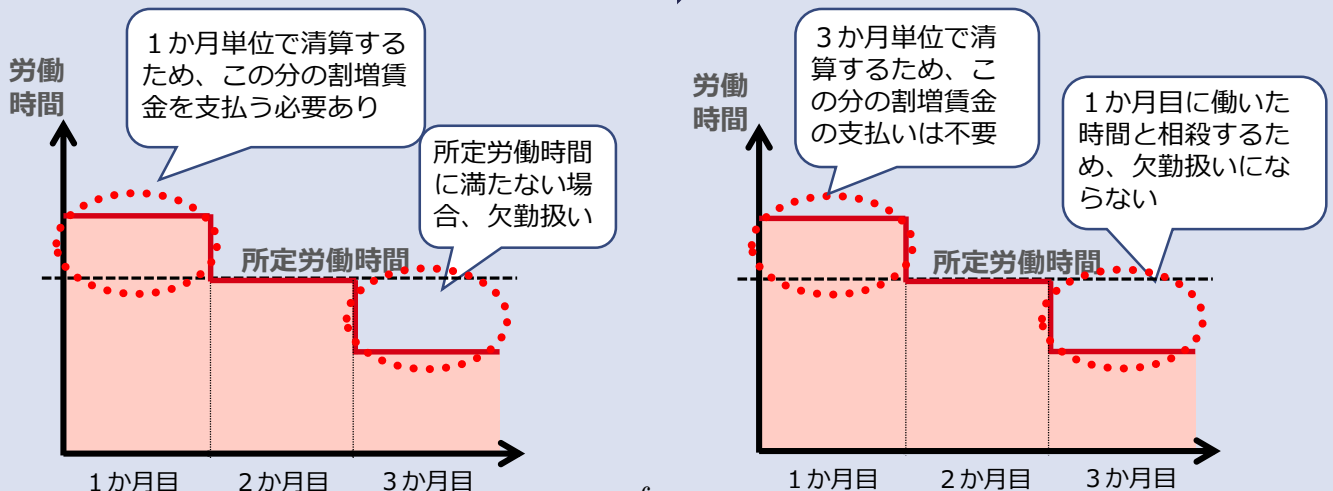 １か月単位で清算する
ため、この分の割増賃
金を支払う必要あり
労働
時間
所定労働時間
に満たない場
合、欠勤扱い
所定労働時間
１か月目
２か月目
３か月目
３か月単位で清
算するため、こ
の分の割増賃金
の支払いは不要
労働
時間
１か月目に働いた
時間と相殺するた
め、欠勤扱いにな
らない
所定労働時間
１か月目
２か月目
３か月目